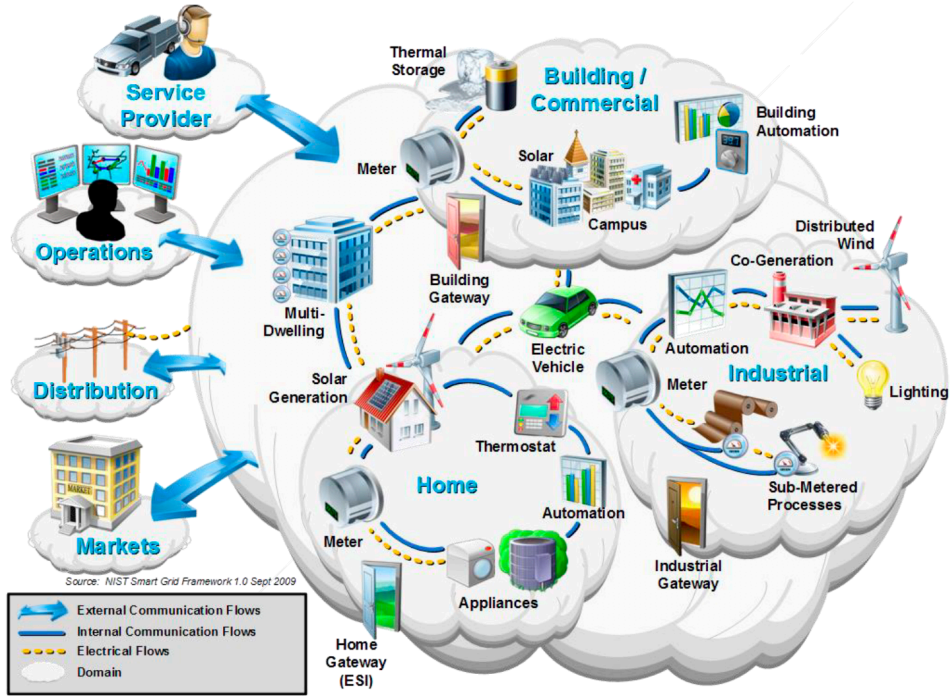 Service
Provider
Operations
Distribution
Markets
MARKET
Source: NIST Smart Grid Framework 1.0 Sept 2009
External Communication Flows
Internal Communication Flows
Electrical Flows
Domain
Thermal
Storage
Building /
Commercial
Building
Automation
Meter
Solar
Campus
Building
Gateway
Multi-
Dwelling
Electric
Vehicle
Distributed
Wind
Co-Generation
Automation
Industrial
Meter
Lighting
Sub-Metered
Processes
Industrial
Gateway
Solar
Generation
Thermostat
Home
Automation
Meter
Appliances
Home
Gateway
(ESI)